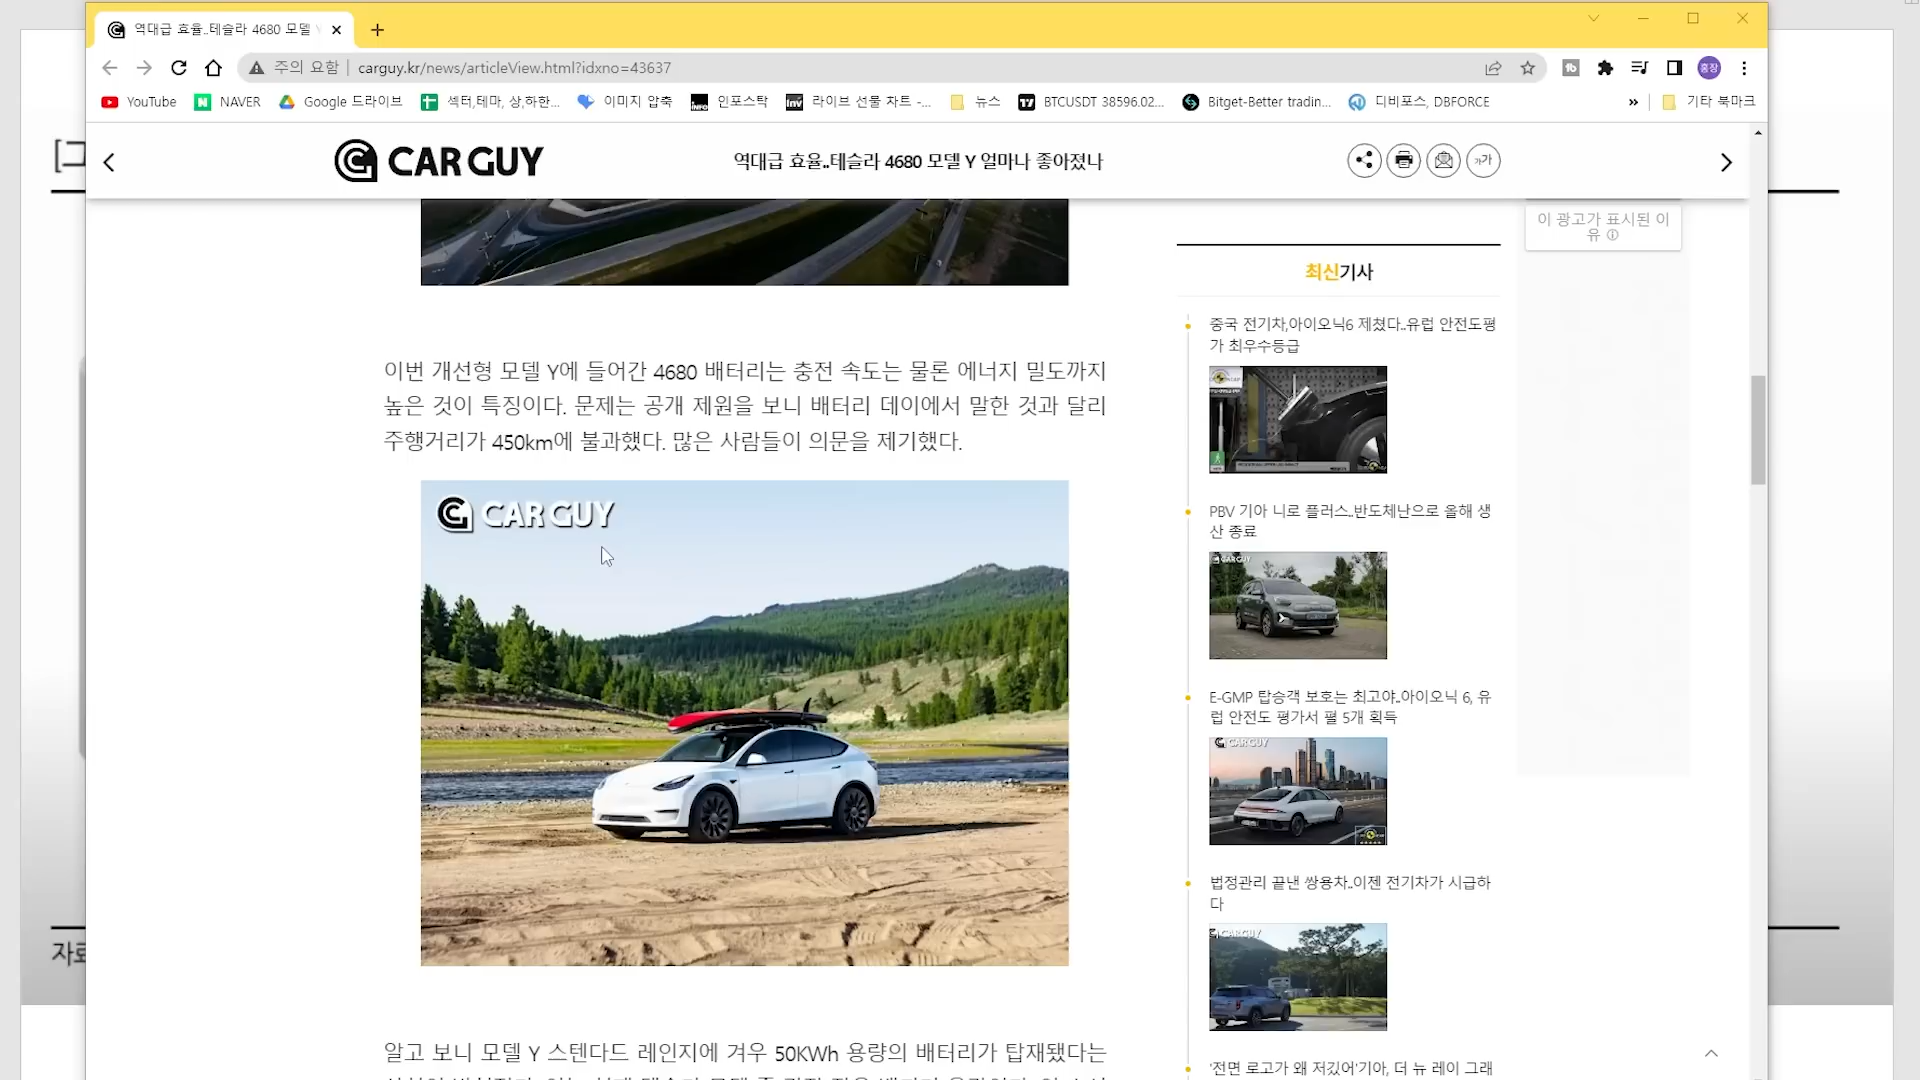 역대급 효율..테슬라 4680 모델
주의 요함
carguy.kr/news/articleView.html?idxno=43637
홍장
YouTube
NAVER
Google 드라이브
섹터,테마, 상,하한...
이미지 압축
인포스탁
라이브 선물 차트 -...
뉴스
BTCUSDT 38596.02...
Bitget-Better tradin...
디비포스, DBFORCE
»
기타 북마크
CAR GUY
역대급 효율..테슬라 4680 모델 Y 얼마나 좋아졌나
가가
이 광고가 표시된 이
유
이번 개선형 모델 Y에 들어간 4680 배터리는 충전 속도는 물론 에너지 밀도까지
높은 것이 특징이다. 문제는 공개 제원을 보니 배터리 데이에서 말한 것과 달리
주행거리가 450km에 불과했다. 많은 사람들이 의문을 제기했다.
CAR GUY
알고 보니 모델 Y 스텐다드 레인지에 겨우 50KWh 용량의 배터리가 탑재됐다는
최신기사
중국 전기차,아이오닉6 제쳤다..유럽 안전도평
가 최우수등급
PBV 기아 니로 플러스..반도체난으로 올해 생
산 종료
CAR GUY
E-GMP 탑승객 보호는 최고야..아이오닉 6, 유
럽 안전도 평가서 별 5개 획득
CAR GUY
법정관리 끝낸 쌍용차..이젠 전기차가 시급하
다
CAR GUY
'전면 로고가 왜 저깄어'기아, 더 뉴 레이 그래
자료